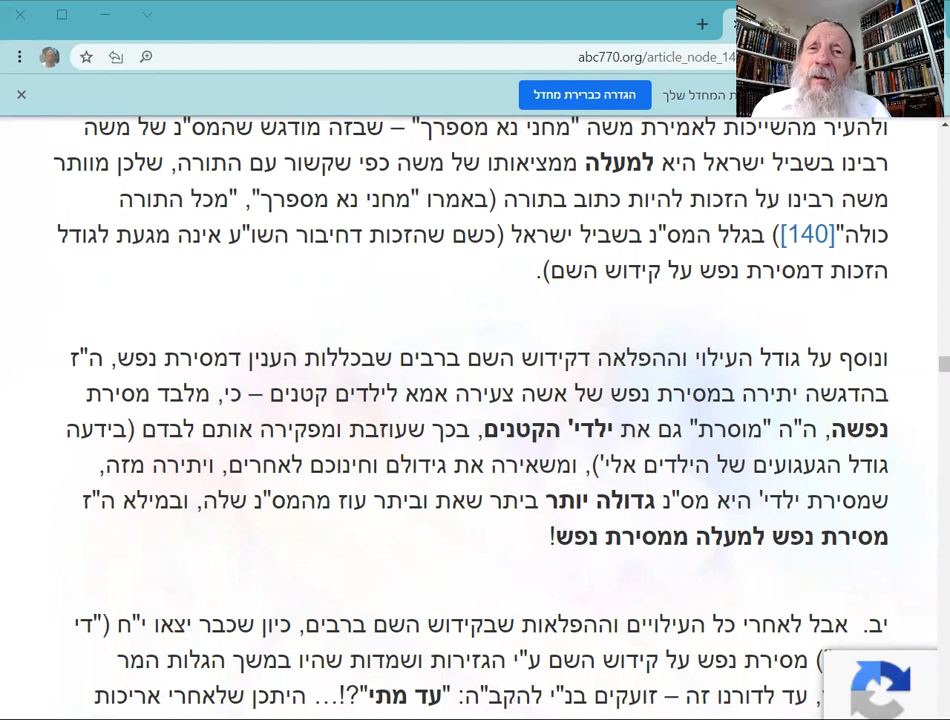 abc770.org/article_node_14
הגדרה כברירת מחדל
ת המחדל שלך
ולהעיר מהשייכות לאמירת משה "מחני נא מספרך" – שבזה מודגש שהמס"נ של משה
רבינו בשביל ישראל היא למעלה ממציאותו של משה כפי שקשור עם התורה, שלכן מוותר
משה רבינו על הזכות להיות כתוב בתורה (באמרו "מחני נא מספרך", "מכל התורה
כולה"[140]) בגלל המס"נ בשביל ישראל (כשם שהזכות דחיבור השו"ע אינה מגעת לגודל
הזכות דמסירת נפש על קידוש השם).
ונוסף על גודל העילוי וההפלאה דקידוש השם ברבים שבכללות הענין דמסירת נפש, ה"ז
בהדגשה יתירה במסירת נפש של אשה צעירה אמא לילדים קטנים – כי, מלבד מסירת
נפשה, ה"ה "מוסרת" גם את ילדי' הקטנים, בכך שעוזבת ומפקירה אותם לבדם (בידעה
גודל הגעגועים של הילדים אלי'), ומשאירה את גידולם וחינוכם לאחרים, ויתירה מזה,
שמסירת ילדי' היא מס"נ גדולה יותר ביתר שאת וביתר עוז מהמס"נ שלה, ובמילא ה"ז
מסירת נפש למעלה ממסירת נפש!
יב. אבל לאחרי כל העילויים וההפלאות שבקידוש השם ברבים, כיון שכבר יצאו י"ח ("די
") מסירת נפש על קידוש השם ע"י הגזירות ושמדות שהיו במשך הגלות המר
, עד לדורנו זה – זועקים בנ"י להקב"ה: "עד מתי"?!... היתכן שלאחרי אריכות